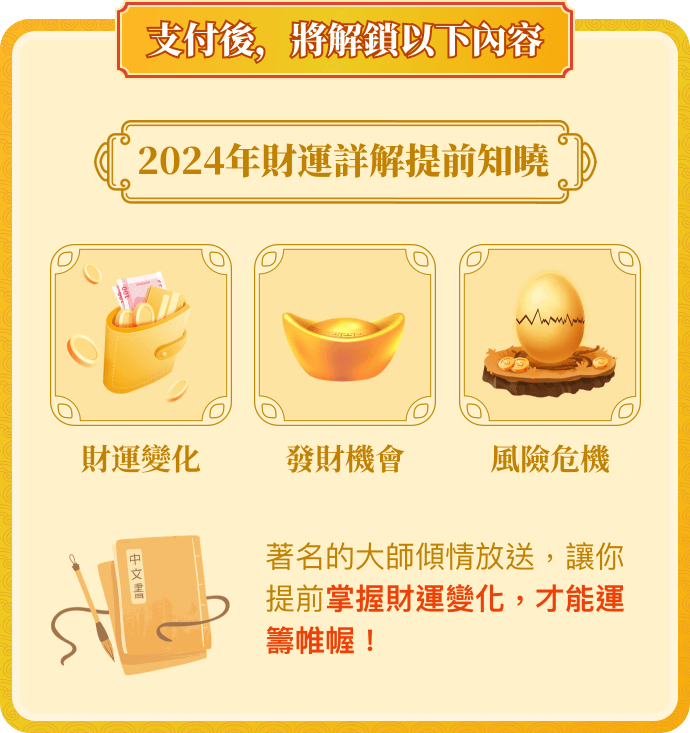 支付後，將解鎖以下內容
2024年財運詳解提前知曉
財運變化
發財機會
風險危機
中文書
著名的大師傾情放送，讓你
提前掌握財運變化，才能運
籌帷幄！